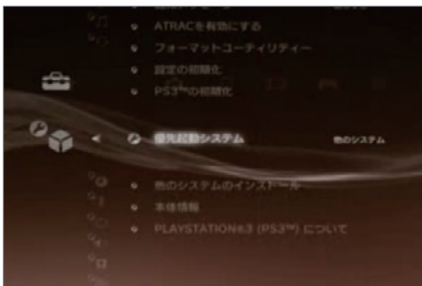 ATRACを有効にする
フォーマットユーティリティー
設定の初期化
PS3™の初期化
優先起動システム 他のシステム
他のシステムのインストール
本体情報
PLAYSTATION®3 (PS3™) について